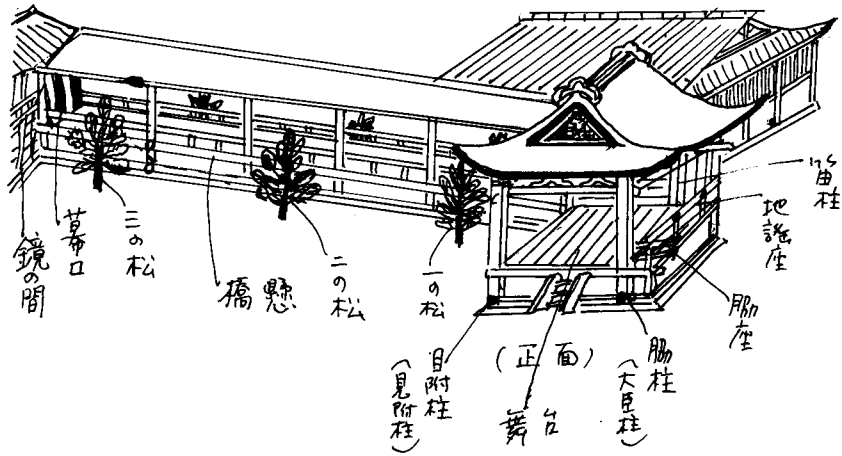 笛柱
地謡座
脇座
脇柱
（大臣柱）
（正面）
舞台
目附柱
（見附柱）
一の松
二の松
橋懸
三の松
幕口
鏡の間